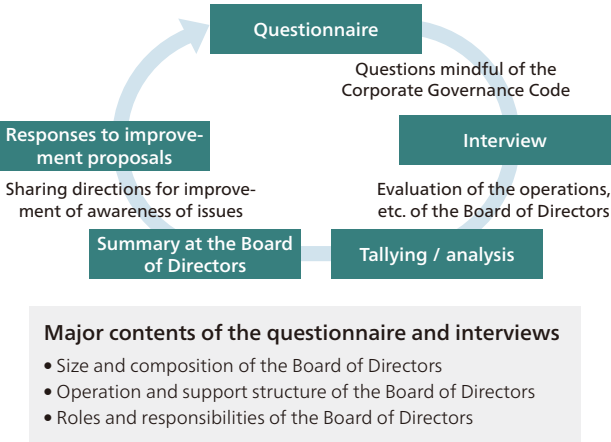 Questionnaire
Questions mindful of the
Corporate Governance Code
Interview
Evaluation of the operations,
etc. of the Board of Directors
Tallying / analysis
Summary at the Board
of Directors
Responses to improve-
ment proposals
Sharing directions for improve-
ment of awareness of issues
Major contents of the questionnaire and interviews
• Size and composition of the Board of Directors
• Operation and support structure of the Board of Directors
• Roles and responsibilities of the Board of Directors